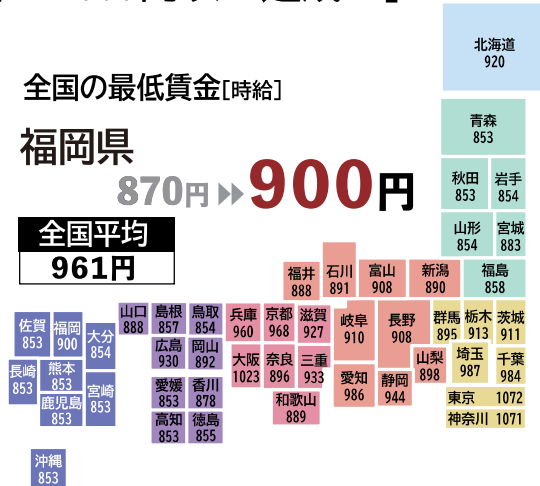 全国の最低賃金[時給]
福岡県
870円 900円
全国平均
961円
北海道
920
青森
853
秋田
853
岩手
854
山形
854
宮城
883
福島
858
福井
888
石川
891
富山
908
新潟
890
群馬
895
栃木
913
茨城
911
岐阜
910
長野
908
山梨
898
埼玉
987
千葉
984
愛知
986
静岡
944
東京 1072
神奈川 1071
兵庫
960
京都
968
滋賀
927
大阪
1023
奈良
896
三重
933
和歌山
889
山口
888
島根
857
鳥取
854
広島
930
岡山
892
愛媛
853
香川
878
高知
853
徳島
855
佐賀
853
福岡
900
大分
854
長崎
853
熊本
853
宮崎
853
鹿児島
853
沖縄
853